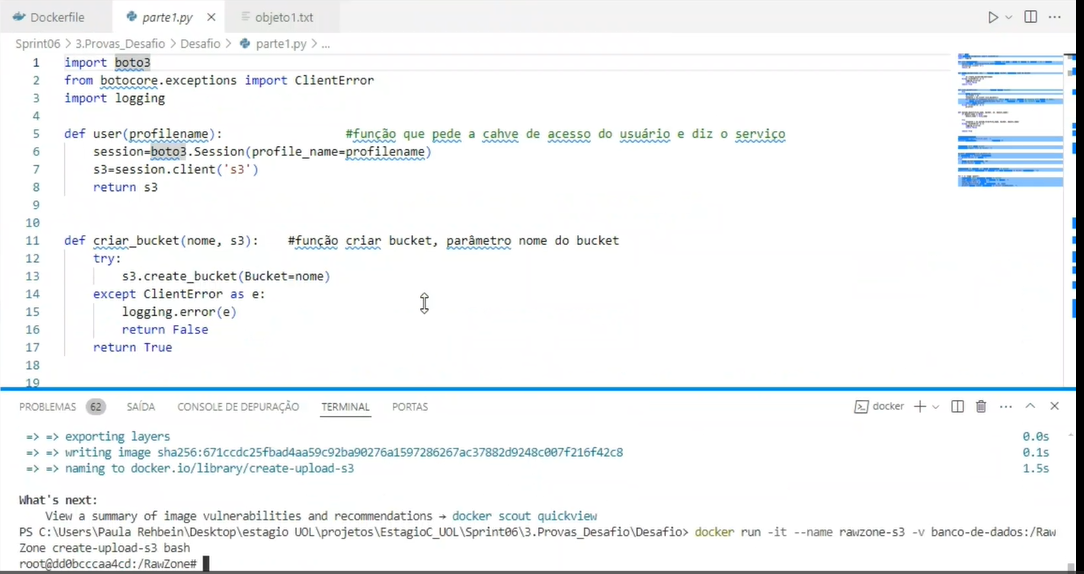 Dockerfile parte1.py objeto1.txt
Sprint06 > 3.Provas_Desafio > Desafio > parte1.py > ...
1 import boto3
2 from botocore.exceptions import ClientError
3 import logging
4
5 def user(profilename): #função que pede a cahve de acesso do usuário e diz o serviço
6 session=boto3.Session(profile_name=profilename)
7 s3=session.client('s3')
8 return s3
9
10
11 def criar_bucket(nome, s3): #função criar bucket, parâmetro nome do bucket
12 try:
13 s3.create_bucket(Bucket=nome)
14 except ClientError as e:
15 logging.error(e)
16 return False
17 return True
18
19
PROBLEMAS 62 SAÍDA CONSOLE DE DEPURAÇÃO TERMINAL PORTAS docker
=> => exporting layers 0.0s
=> => writing image sha256:671ccdc25fbad4aa59c92ba90276a1597286267ac37882d9248c007f216f42c8 0.1s
=> => naming to docker.io/library/create-upload-s3 1.5s
What's next:
View a summary of image vulnerabilities and recommendations → docker scout quickview
PS C:\Users\Paula Rehbein\Desktop\estagio UOL\projetos\EstagioC_UOL\Sprint06\3.Provas_Desafio\Desafio> docker run -it --name rawzone-s3 -v banco-de-dados:/Raw
Zone create-upload-s3 bash
root@dd0bcccaa4cd:/RawZone#